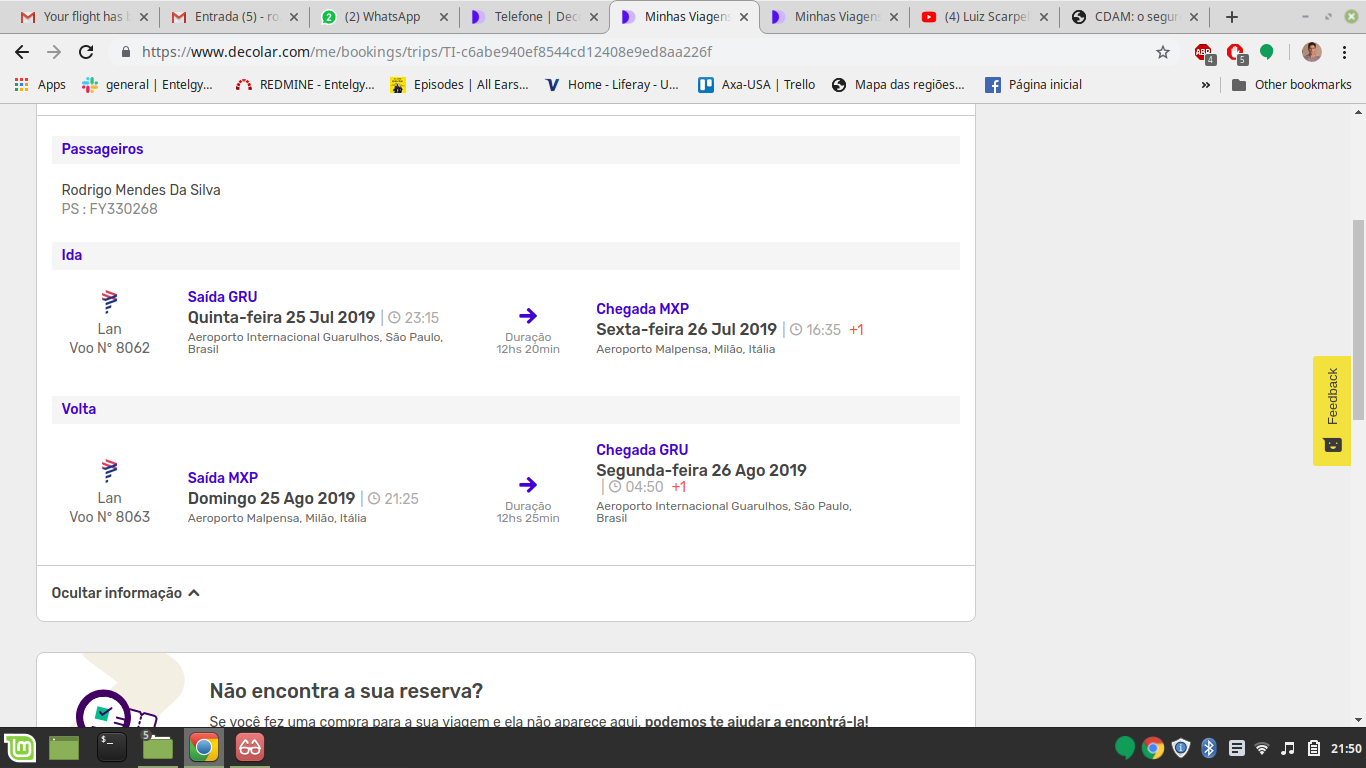 Your flight has b
Entrada (5) - ro
(2) WhatsApp
Telefone | Deco
Minhas Viagens
Minhas Viagens
(4) Luiz Scarpel
CDAM: o segur
https://www.decolar.com/me/bookings/trips/TI-c6abe940ef8544cd12408e9ed8aa226f
ABP
4
5
Apps
general | Entelgy...
REDMINE - Entelgy...
Episodes | All Ears...
Home - Liferay - U...
Axa-USA | Trello
Mapa das regiões...
Página inicial
»
Other bookmarks
Passageiros
Rodrigo Mendes Da Silva
PS : FY330268
Ida
Lan
Voo Nº 8062
Saída GRU
Quinta-feira 25 Jul 2019 | 23:15
Aeroporto Internacional Guarulhos, São Paulo,
Brasil
Duração
12hs 20min
Chegada MXP
Sexta-feira 26 Jul 2019 | 16:35 +1
Aeroporto Malpensa, Milão, Itália
Volta
Lan
Voo Nº 8063
Saída MXP
Domingo 25 Ago 2019 | 21:25
Aeroporto Malpensa, Milão, Itália
Duração
12hs 25min
Chegada GRU
Segunda-feira 26 Ago 2019
| 04:50 +1
Aeroporto Internacional Guarulhos, São Paulo,
Brasil
Ocultar informação
Feedback
Não encontra a sua reserva?
Se você fez uma compra para a sua viagem e ela não aparece aqui, podemos te ajudar a encontrá-la!
$_
5
21:50